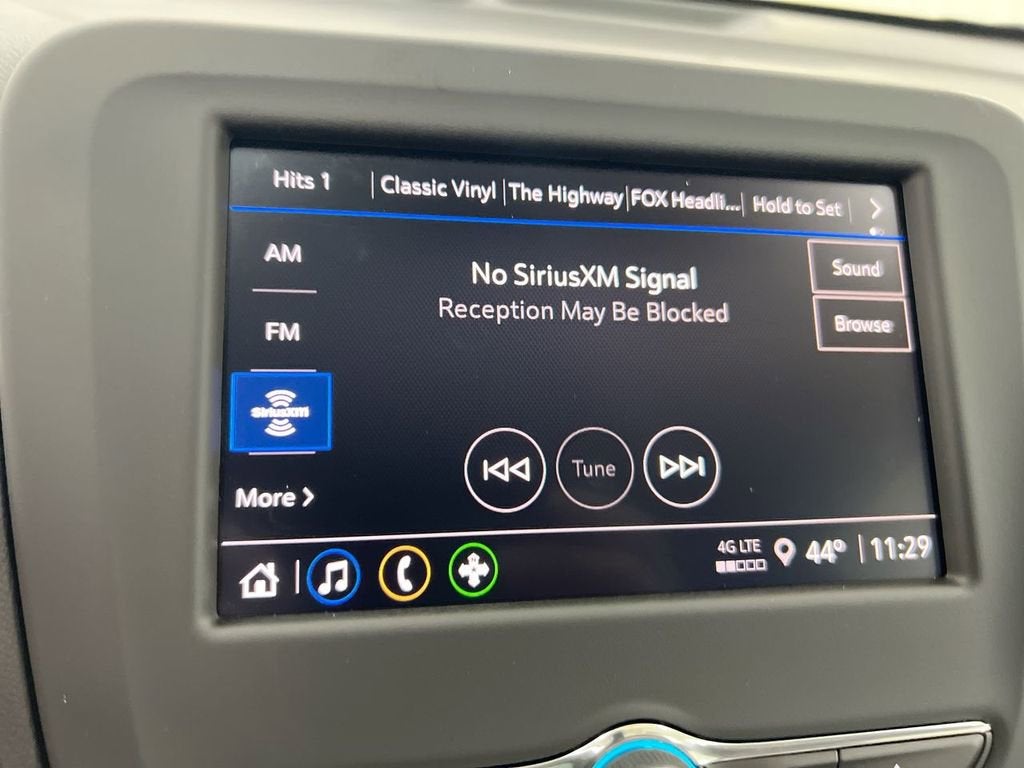 Hits 1 Classic Vinyl The Highway FOX Headli... Hold to Set >
AM
No SiriusXM Signal
Sound
Reception May Be Blocked
FM
Browse
SiriusXM
Tune
More >
4G LTE
44° 11:29